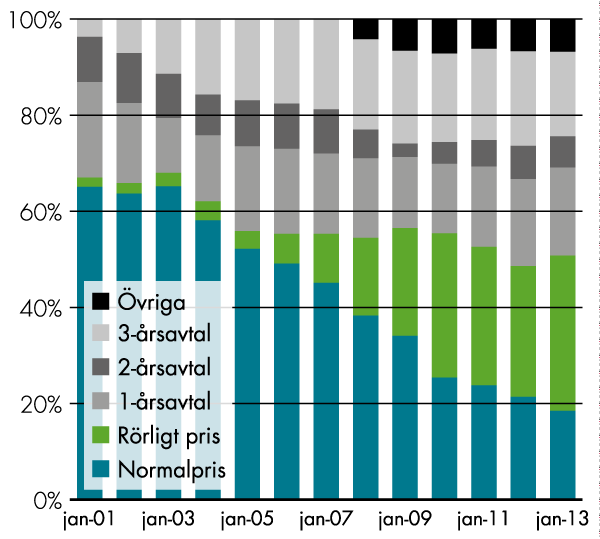 100%
80%
60%
40%
20%
0%
Övriga
3-årsavtal
2-årsavtal
1-årsavtal
Rörligt pris
Normalpris
jan-01 jan-03 jan-05 jan-07 jan-09 jan-11 jan-13